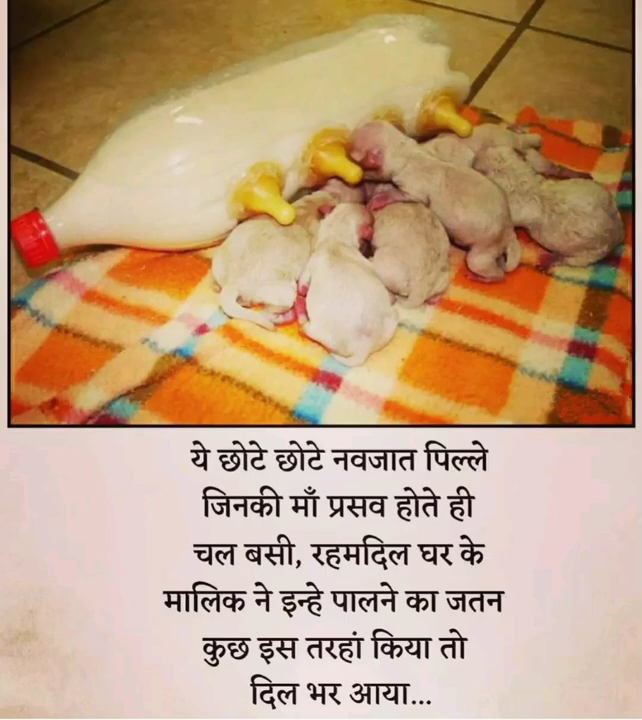 ये छोटे छोटे नवजात पिल्ले
जिनकी माँ प्रसव होते ही
चल बसी, रहमदिल घर के
मालिक ने इन्हे पालने का जतन
कुछ इस तरहां किया तो
दिल भर आया...